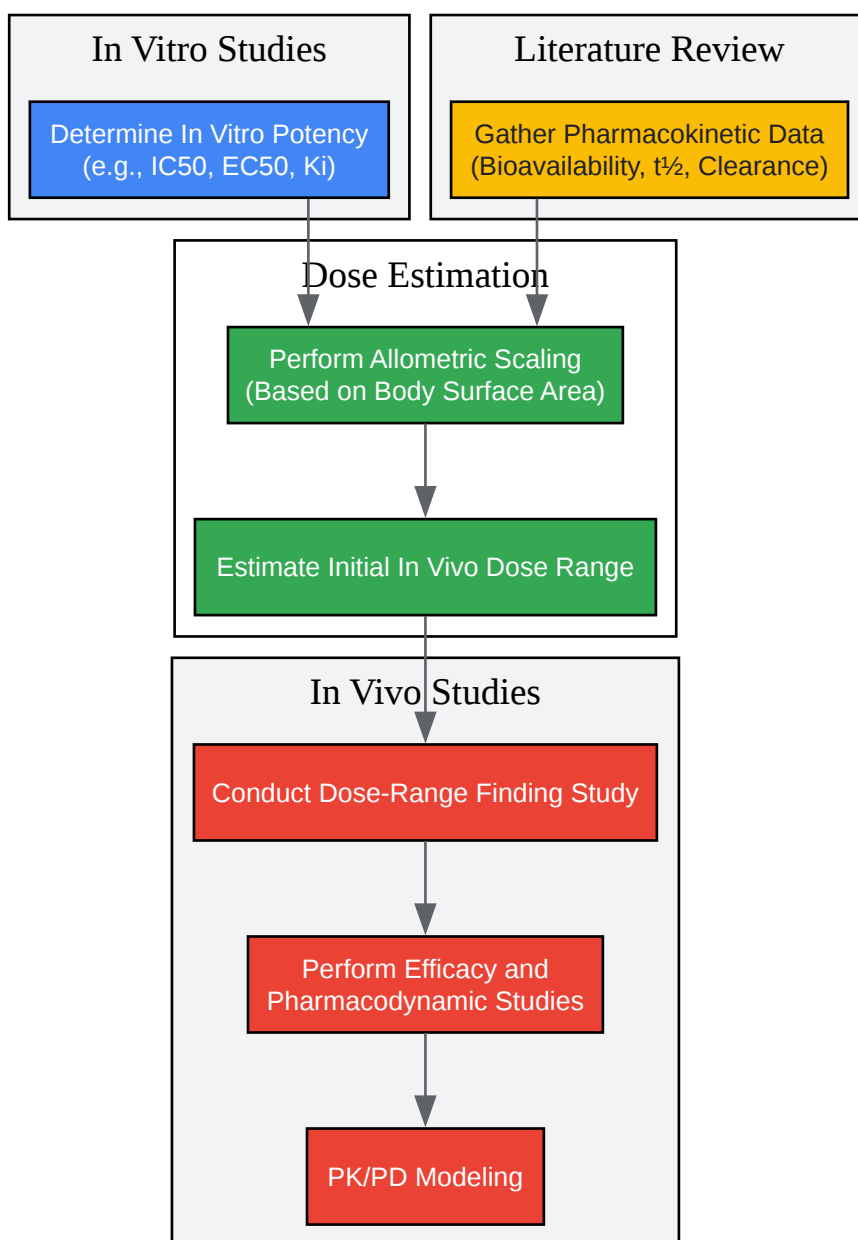 In Vitro Studies
Determine In Vitro Potency
(e.g., IC50, EC50, Ki)
Literature Review
Gather Pharmacokinetic Data
(Bioavailability, t½, Clearance)
Dose Estimation
Perform Allometric Scaling
(Based on Body Surface Area)
Estimate Initial In Vivo Dose Range
In Vivo Studies
Conduct Dose-Range Finding Study
Perform Efficacy and
Pharmacodynamic Studies
PK/PD Modeling